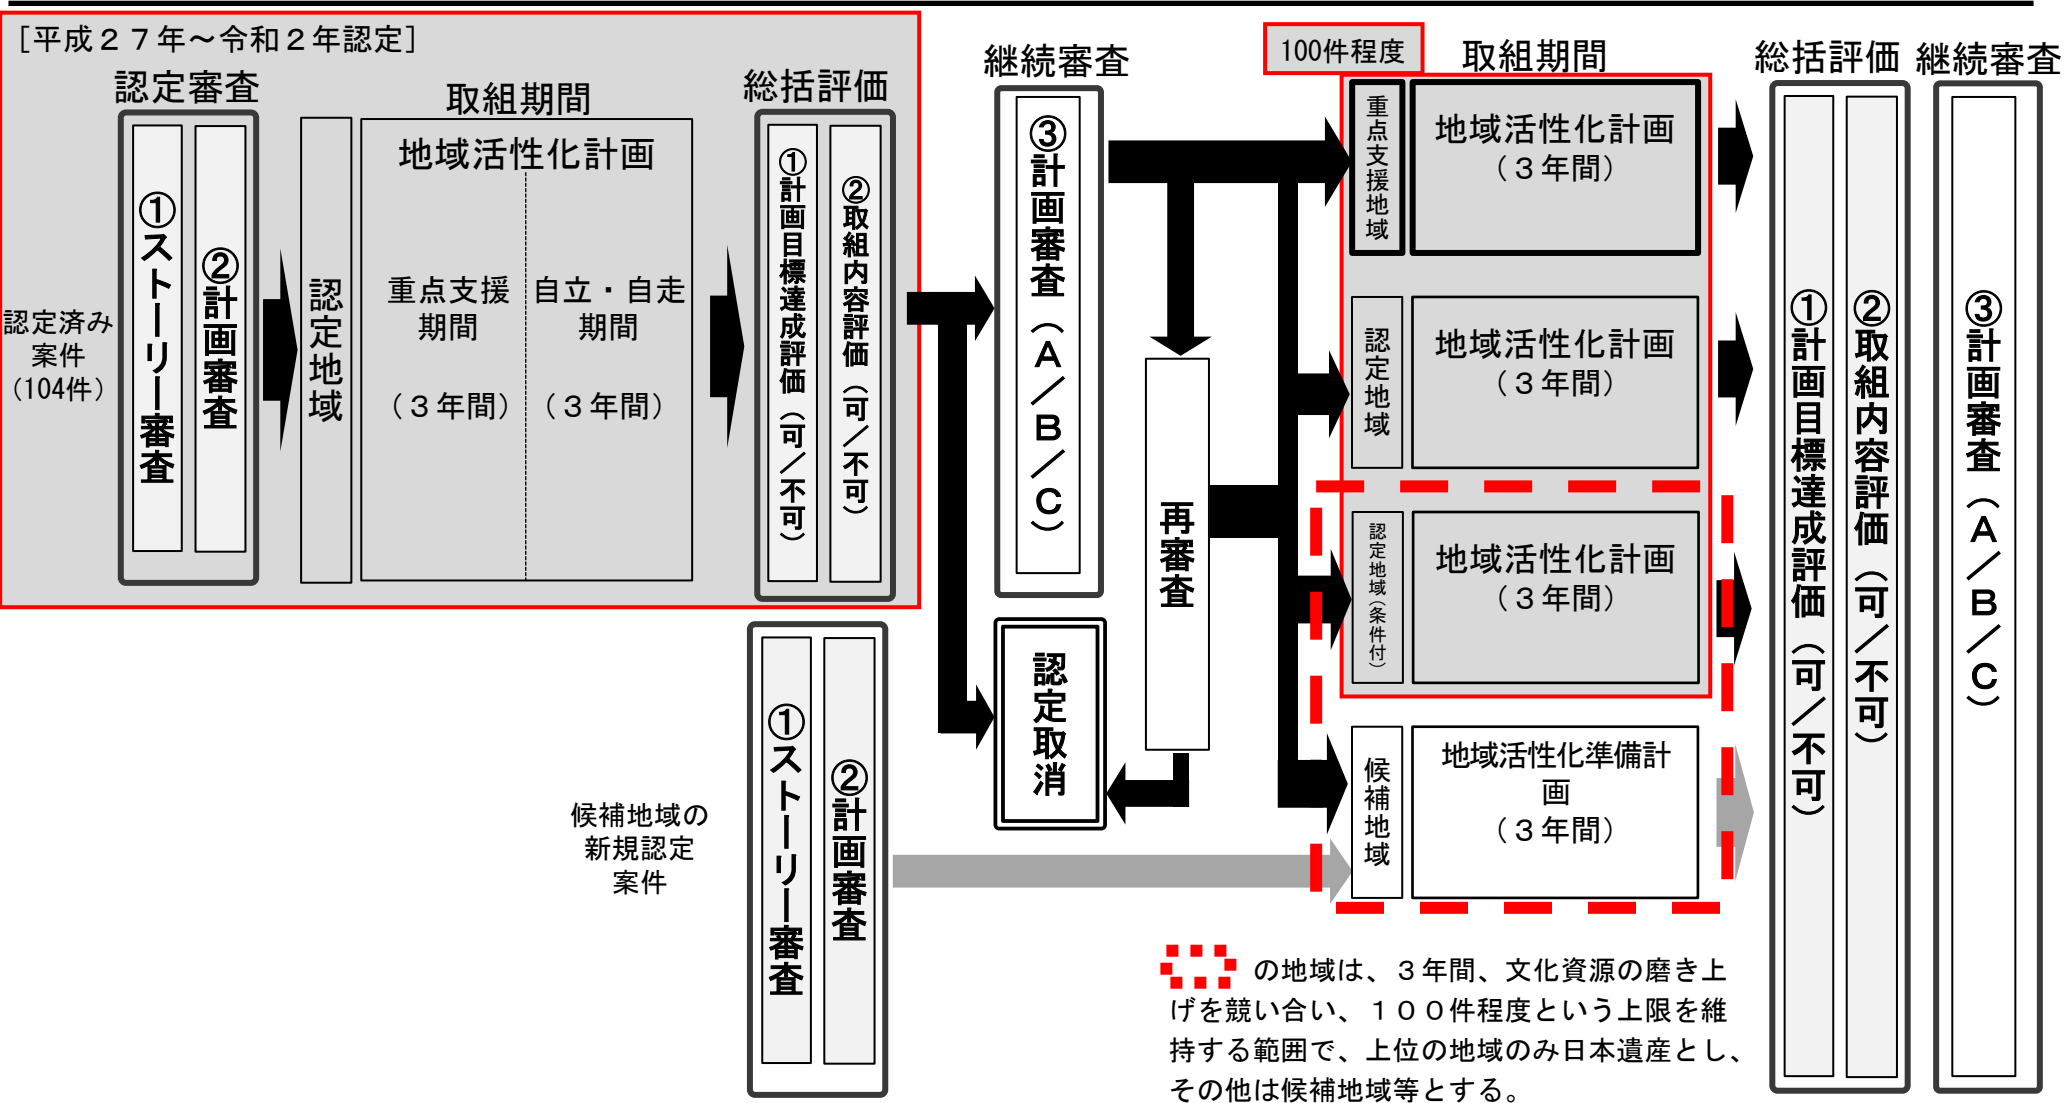 ［平成２７年～令和２年認定］
認定審査
取組期間
総括評価
認定済み
案件
（104件）
①ストーリー審査
②計画審査
認定地域
地域活性化計画
重点支援
期間
（３年間）
自立・自走
期間
（３年間）
①計画目標達成評価（可／不可）
②取組内容評価（可／不可）
継続審査
③計画審査（Ａ／Ｂ／Ｃ）
認定取消
再審査
候補地域の
新規認定
案件
①ストーリー審査
②計画審査
100件程度
取組期間
重点支援地域
地域活性化計画
（３年間）
認定地域
地域活性化計画
（３年間）
認定地域（条件付）
地域活性化計画
（３年間）
候補地域
地域活性化準備計
画
（３年間）
総括評価
①計画目標達成評価（可／不可）
②取組内容評価（可／不可）
継続審査
③計画審査（Ａ／Ｂ／Ｃ）
の地域は、３年間、文化資源の磨き上
げを競い合い、１００件程度という上限を維
持する範囲で、上位の地域のみ日本遺産とし、
その他は候補地域等とする。